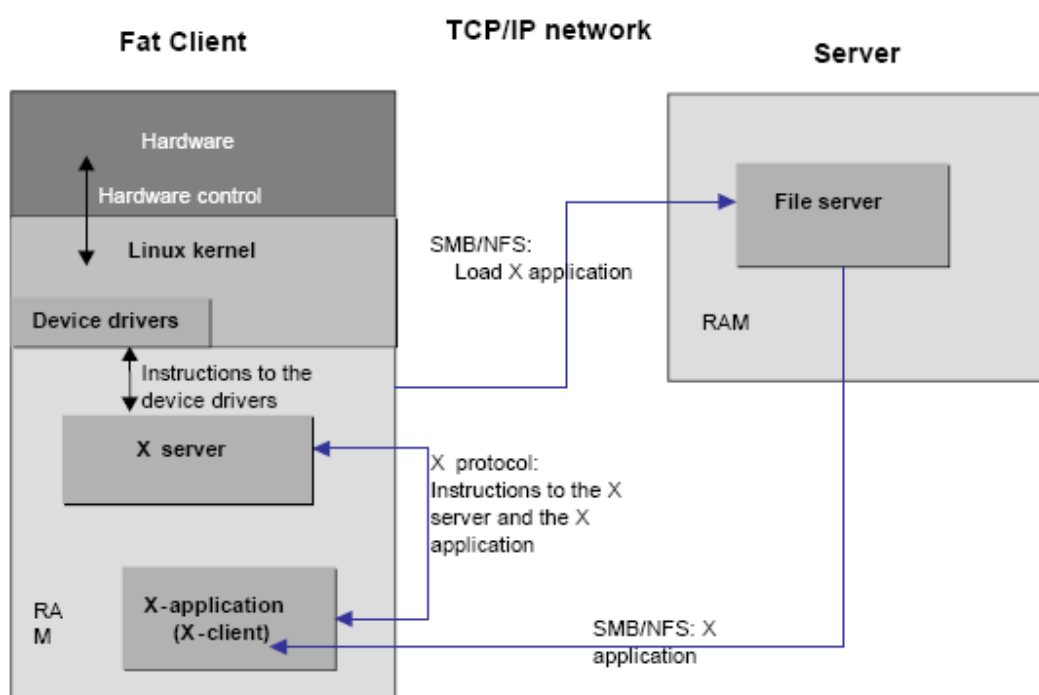 TCP/IP network
Fat Client
Server
Hardware
Hardware control
Linux kernel
Device drivers
Instructions to the
device drivers
X server
RA
M
X-application
(X-client)
SMB/NFS:
Load X application
X protocol:
Instructions to the X
server and the X
application
SMB/NFS: X
application
File server
RAM